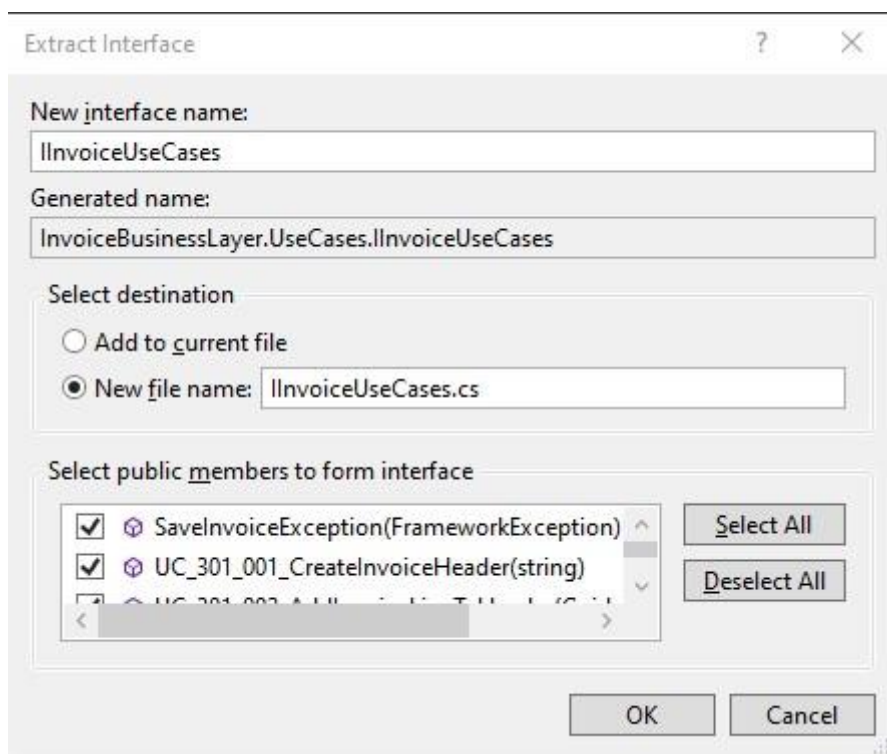 Extract Interface
New interface name:
IInvoiceUseCases
Generated name:
InvoiceBusinessLayer.UseCases.IInvoiceUseCases
Select destination
Add to current file
New file name: IInvoiceUseCases.cs
Select public members to form interface
SaveInvoiceException(FrameworkException)
Select All
UC_301_001_CreateInvoiceHeader(string)
Deselect All
OK Cancel